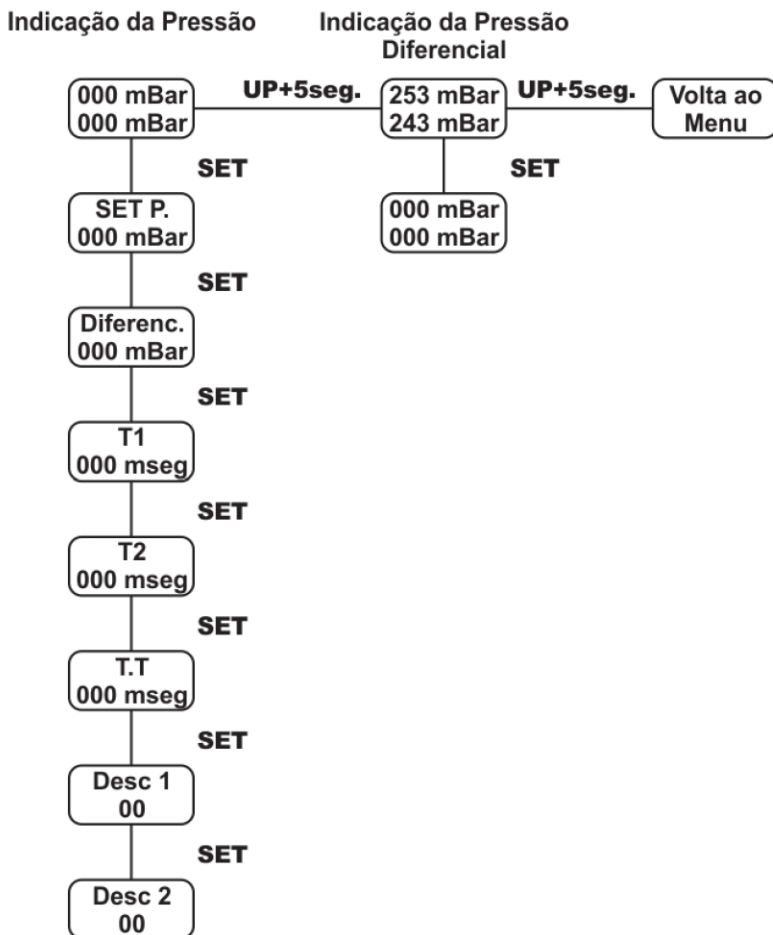 Indicação da Pressão
Indicação da Pressão
Diferencial
000 mBar
000 mBar
UP+5seg.
253 mBar
243 mBar
UP+5seg.
Volta ao
Menu
SET
SET
SET P.
000 mBar
000 mBar
000 mBar
SET
Diferenc.
000 mBar
SET
T1
000 mseg
SET
T2
000 mseg
SET
T.T
000 mseg
SET
Desc 1
00
SET
Desc 2
00